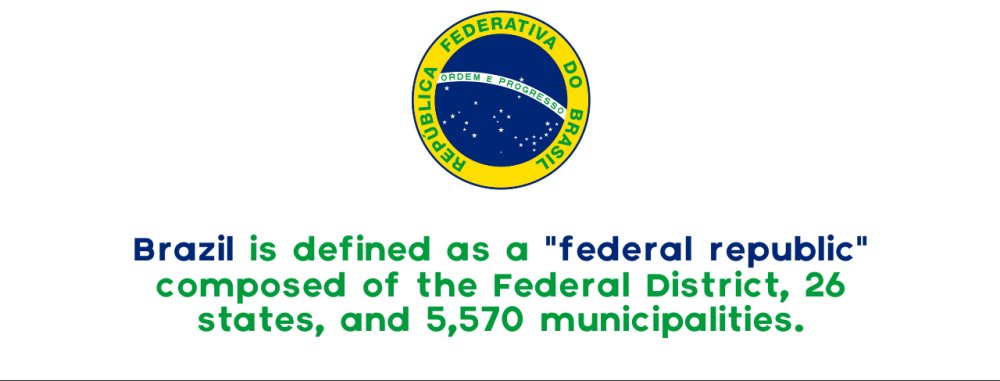 REPÚBLICA FEDERATIVA DO BRASIL
ORDEM E PROGRESSO
Brazil is defined as a "federal republic"
composed of the Federal District, 26
states, and 5,570 municipalities.